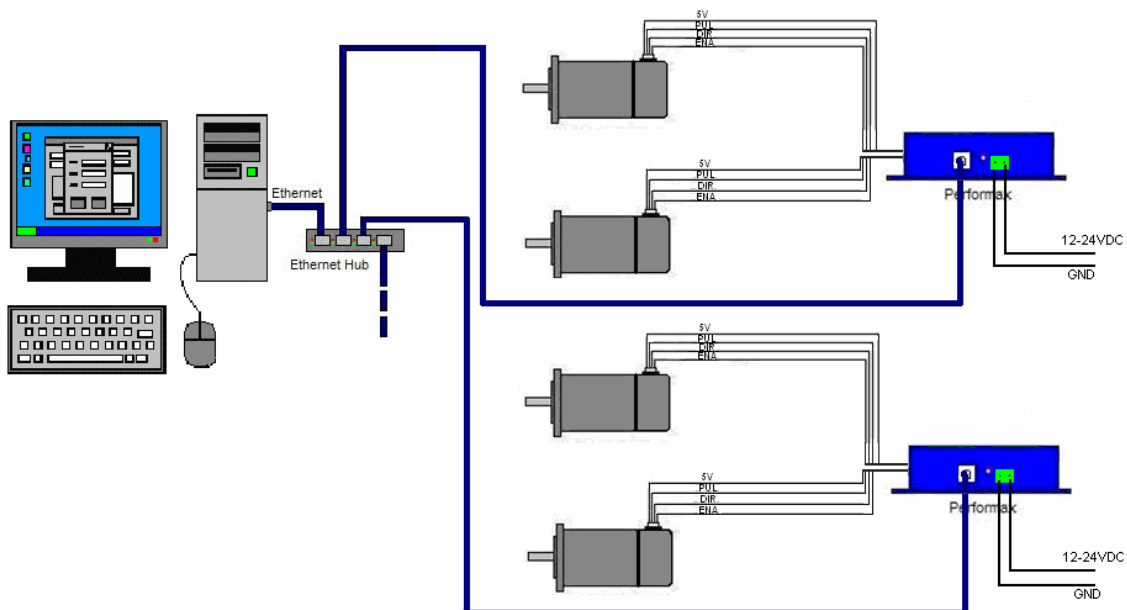 5V
PUL
DIR
ENA
5V
PUL
DIR
ENA
Ethernet
Ethernet Hub
Performax
12-24VDC
GND
5V
PUL
DIR
ENA
5V
PUL
DIR
ENA
Performax
12-24VDC
GND